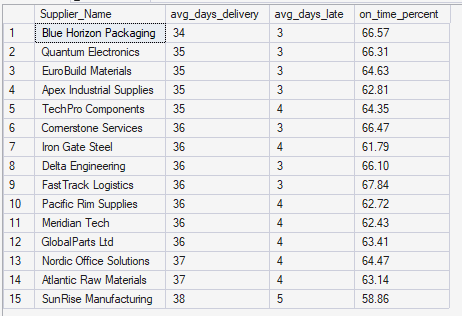 Supplier_Name avg_days_delivery avg_days_late on_time_percent
1 Blue Horizon Packaging 34 3 66.57
2 Quantum Electronics 35 3 66.31
3 EuroBuild Materials 35 3 64.63
4 Apex Industrial Supplies 35 3 62.81
5 TechPro Components 35 4 64.35
6 Cornerstone Services 36 3 66.47
7 Iron Gate Steel 36 4 61.79
8 Delta Engineering 36 3 66.10
9 FastTrack Logistics 36 3 67.84
10 Pacific Rim Supplies 36 4 62.72
11 Meridian Tech 36 4 62.43
12 GlobalParts Ltd 36 4 63.41
13 Nordic Office Solutions 37 4 64.47
14 Atlantic Raw Materials 37 4 63.14
15 SunRise Manufacturing 38 5 58.86